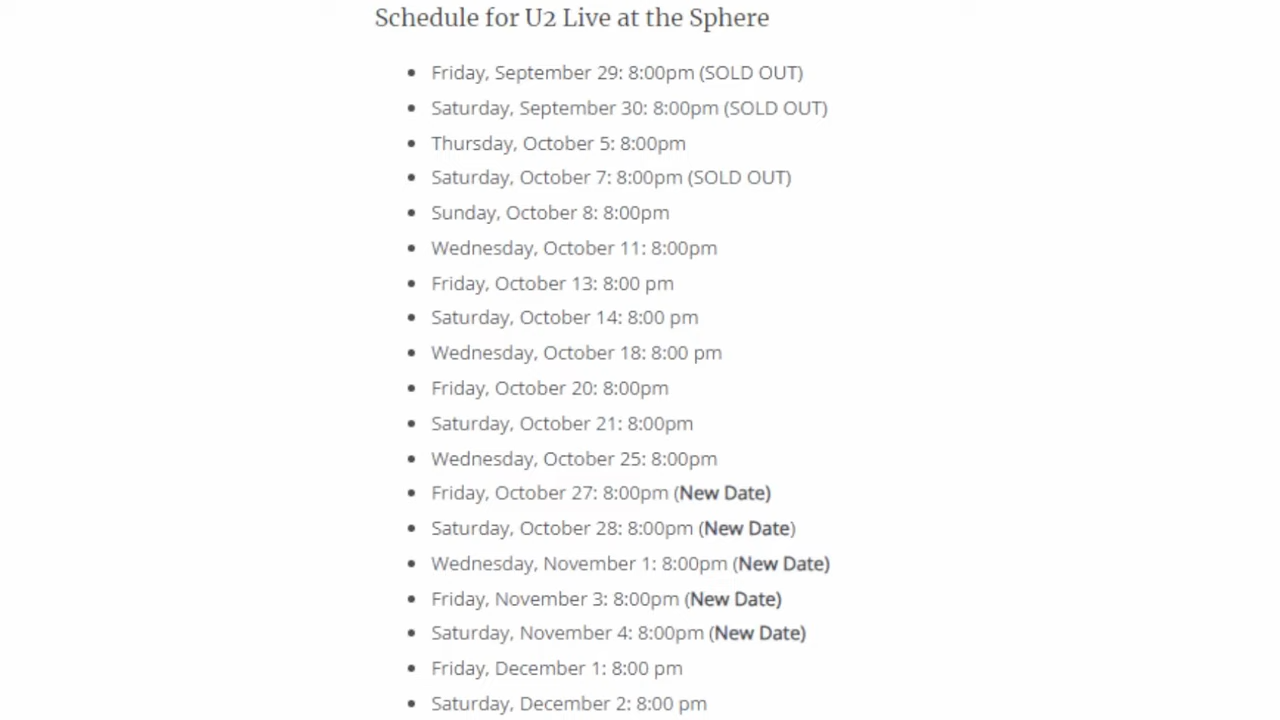 Schedule for U2 Live at the Sphere
• Friday, September 29: 8:00pm (SOLD OUT)
• Saturday, September 30: 8:00pm (SOLD OUT)
• Thursday, October 5: 8:00pm
• Saturday, October 7: 8:00pm (SOLD OUT)
• Sunday, October 8: 8:00pm
• Wednesday, October 11: 8:00pm
• Friday, October 13: 8:00 pm
• Saturday, October 14: 8:00 pm
• Wednesday, October 18: 8:00 pm
• Friday, October 20: 8:00pm
• Saturday, October 21: 8:00pm
• Wednesday, October 25: 8:00pm
• Friday, October 27: 8:00pm (New Date)
• Saturday, October 28: 8:00pm (New Date)
• Wednesday, November 1: 8:00pm (New Date)
• Friday, November 3: 8:00pm (New Date)
• Saturday, November 4: 8:00pm (New Date)
• Friday, December 1: 8:00 pm
• Saturday, December 2: 8:00 pm